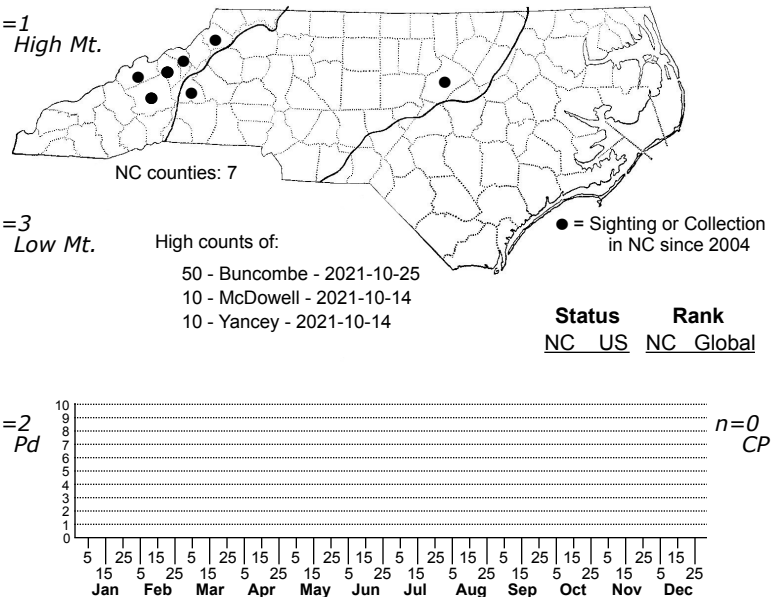 =1
High Mt.
NC counties: 7
=3
Low Mt.
High counts of:
50 - Buncombe - 2021-10-25
10 - McDowell - 2021-10-14
10 - Yancey - 2021-10-14
● = Sighting or Collection
in NC since 2004
Status Rank
NC US NC Global
=2
Pd
n=0
CP
10
9
8
7
6
5
4
3
2
1
0
5 25 15 5 25 15 5 25 15 5 25 15 5 25 15 5 25 15
15 5 25 15 5 25 15 5 25 15 5 25 15 5 25 15 5 25
Jan Feb Mar Apr May Jun Jul Aug Sep Oct Nov Dec